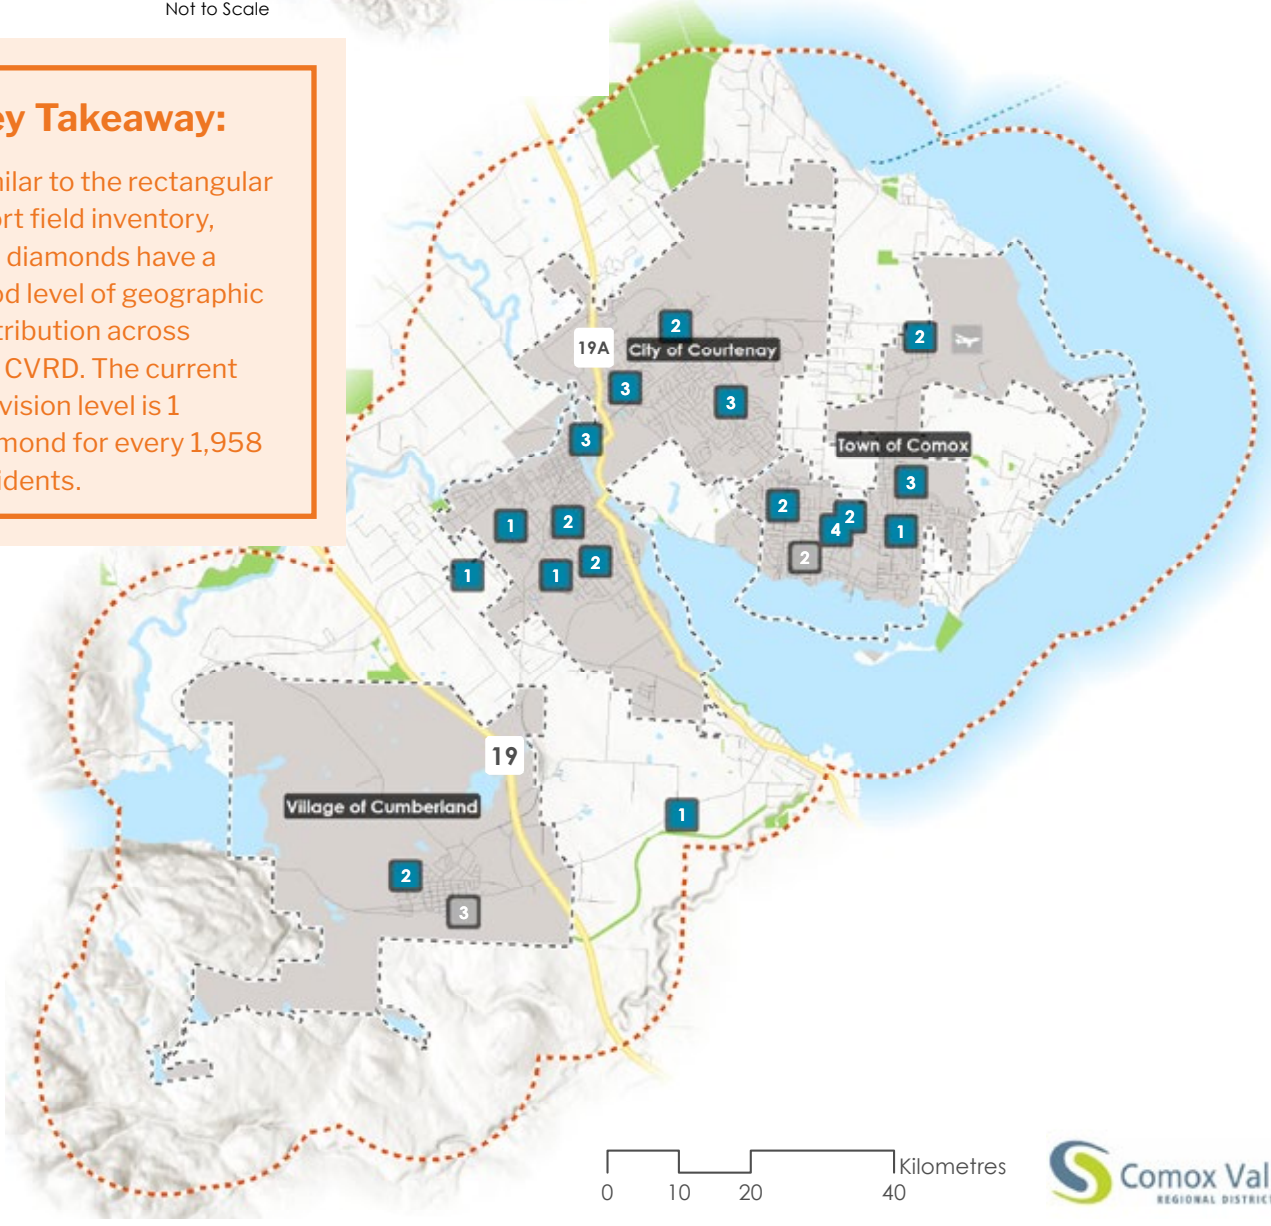 Not to Scale
ey Takeaway:
nilar to the rectangular
ort field inventory,
l diamonds have a
od level of geographic
tribution across
CVRD. The current
vision level is 1
mond for every 1,958
idents.
2
19A
City of Courtenay
2
3
3
3
Town of Comox
3
2
2
4
1
2
1
2
2
1
1
19
Village of Cumberland
1
2
3
Kilometres
0 10 20 40
Comox Val
REGIONAL DISTRIC